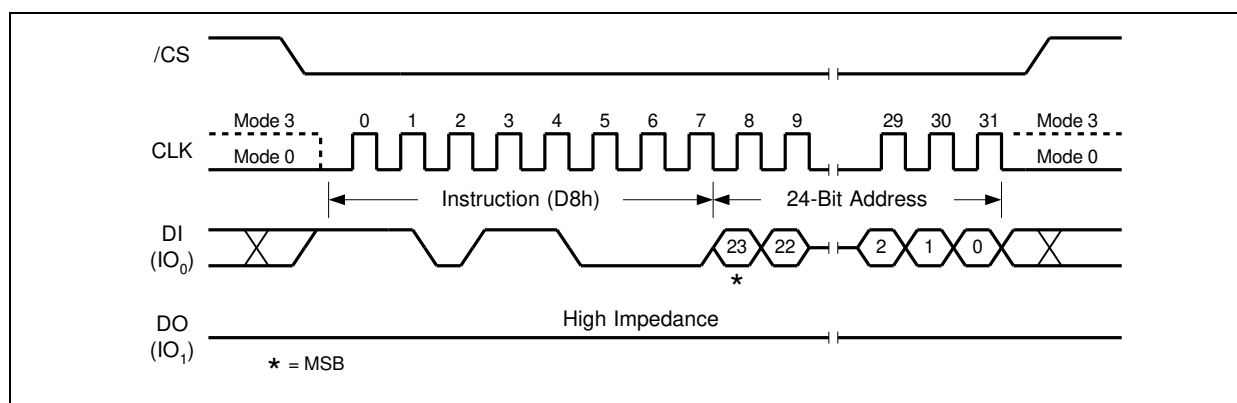 /CS
Mode 3
0 1 2 3 4 5 6 7 8 9 29 30 31
Mode 3
CLK
Mode 0
Mode 0
Instruction (D8h)
24-Bit Address
DI
(IO₀)
23 22 2 1 0
*
DO
(IO₁)
High Impedance
* = MSB